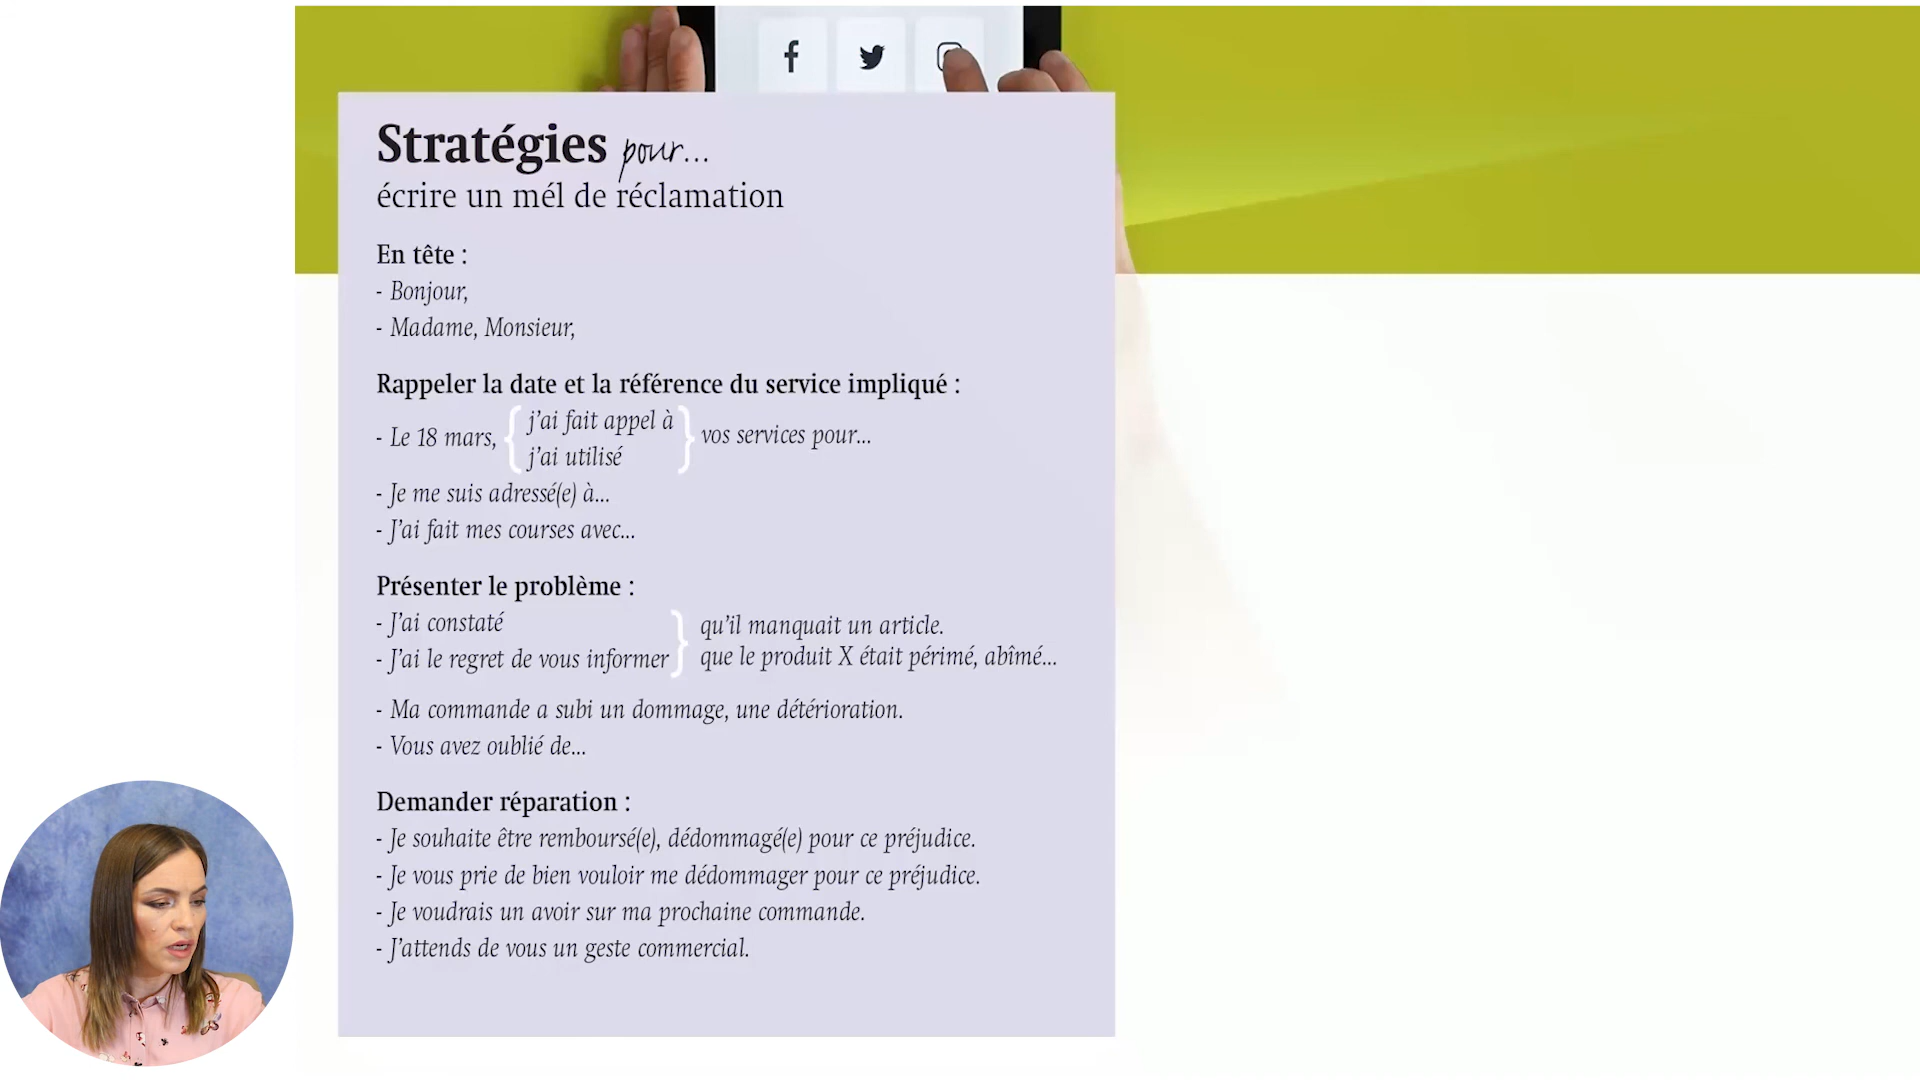 Stratégies pour...
écrire un mél de réclamation
En tête :
- Bonjour,
- Madame, Monsieur,
Rappeler la date et la référence du service impliqué :
- Le 18 mars, { j’ai fait appel à } vos services pour...
j’ai utilisé
- Je me suis adressé(e) à...
- J’ai fait mes courses avec...
Présenter le problème :
- J’ai constaté } qu’il manquait un article.
- J’ai le regret de vous informer que le produit X était périmé, abîmé...
- Ma commande a subi un dommage, une détérioration.
- Vous avez oublié de...
Demander réparation :
- Je souhaite être remboursé(e), dédommagé(e) pour ce préjudice.
- Je vous prie de bien vouloir me dédommager pour ce préjudice.
- Je voudrais un avoir sur ma prochaine commande.
- J’attends de vous un geste commercial.